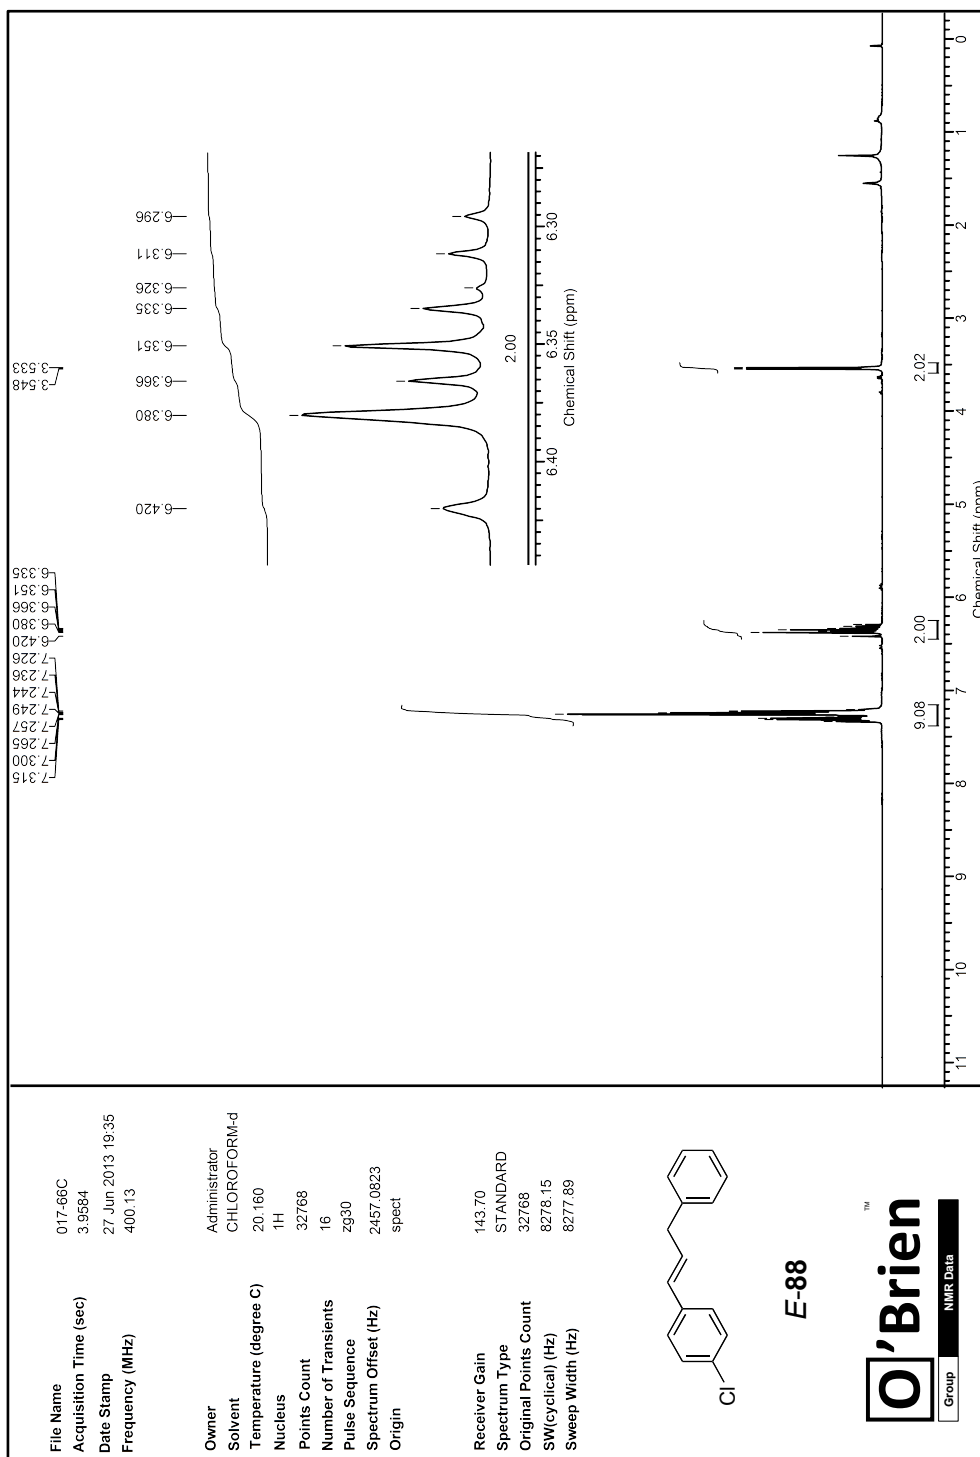 File Name 017-66C
Acquisition Time (sec) 3.9584
Date Stamp 27 Jun 2013 19:35
Frequency (MHz) 400.13
Owner Administrator
Solvent CHLOROFORM-d
Temperature (degree C) 20.160
Nucleus 1H
Points Count 32768
Number of Transients 16
Pulse Sequence zg30
Spectrum Offset (Hz) 2457.0823
Origin spect
Receiver Gain 143.70
Spectrum Type STANDARD
Original Points Count 32768
SW(cyclical) (Hz) 8278.15
Sweep Width (Hz) 8277.89
Cl
E-88
O'Brien ™
Group NMR Data
7.315
7.300
7.265
7.257
7.249
7.244
7.236
7.226
6.420
6.380
6.366
6.351
6.335
3.548
3.533
6.420
6.380
6.366
6.351
6.335
6.326
6.311
6.296
2.00
6.40 6.35 6.30
Chemical Shift (ppm)
9.08 2.00 2.02
11 10 9 8 7 6 5 4 3 2 1 0
Chemical Shift (ppm)